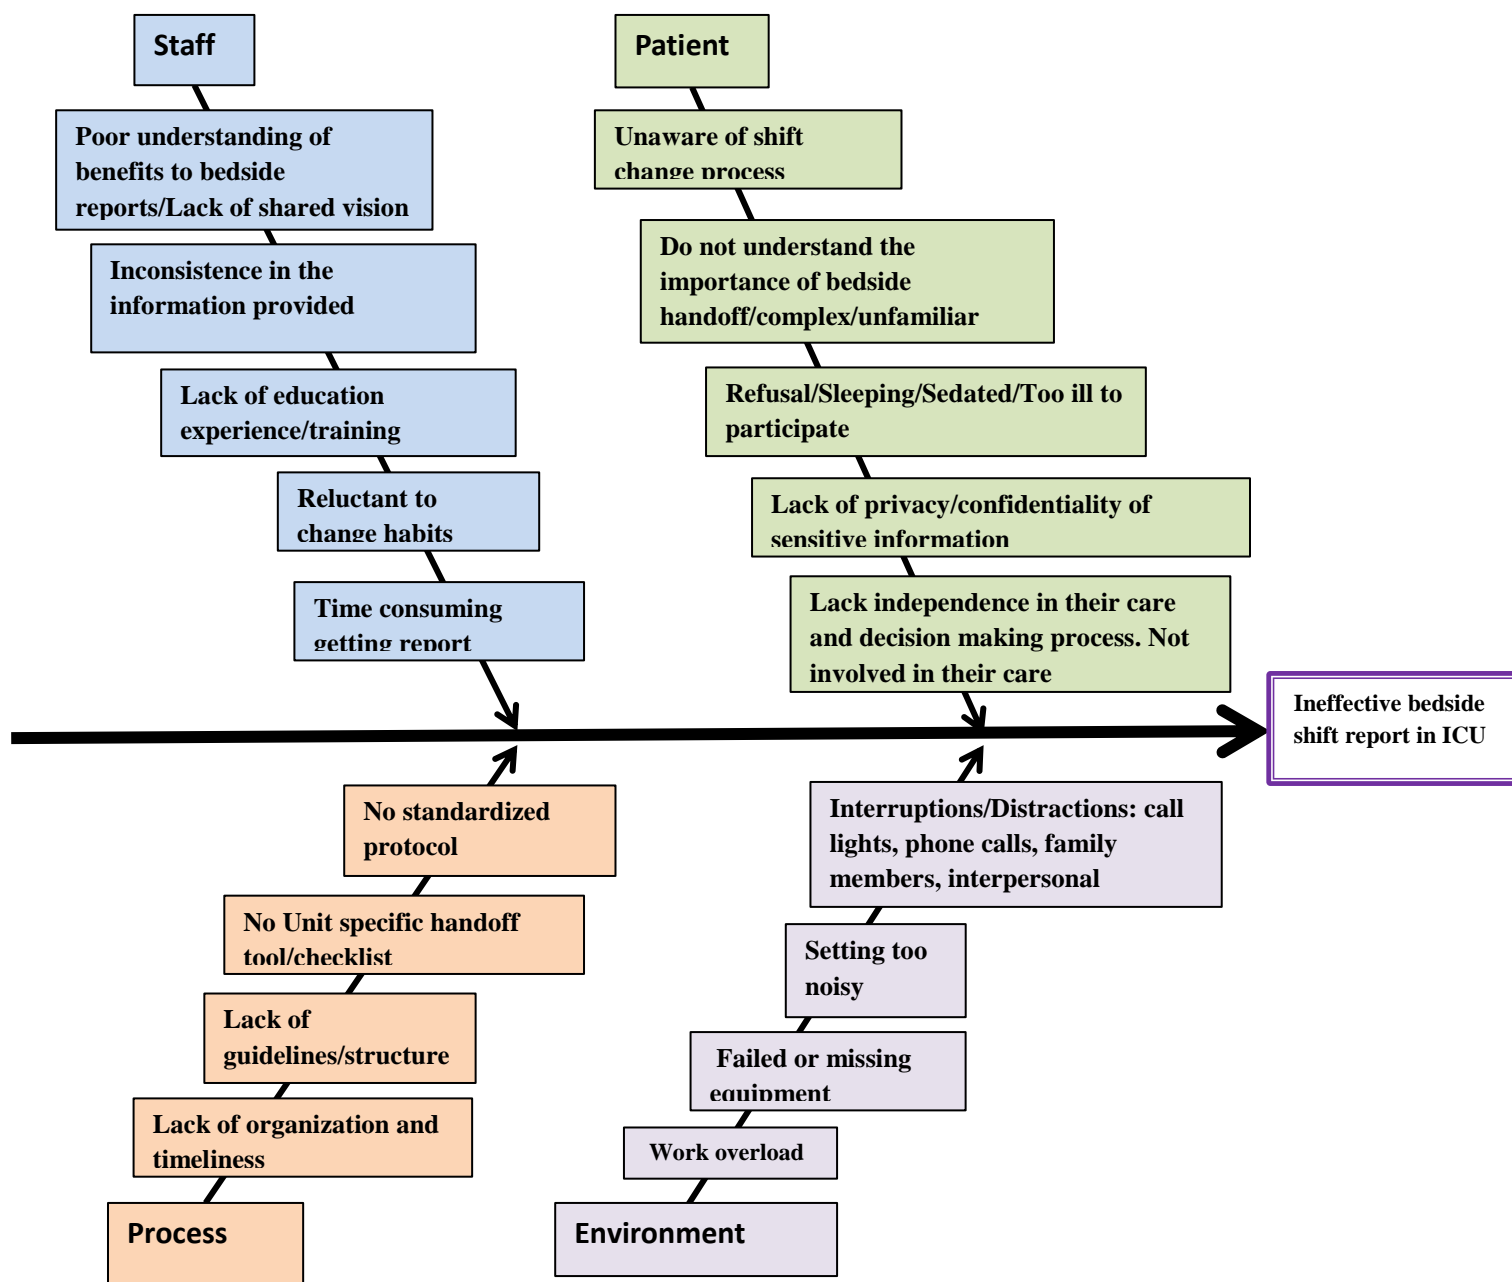 Staff
Poor understanding of
benefits to bedside
reports/Lack of shared vision
Inconsistence in the
information provided
Lack of education
experience/training
Reluctant to
change habits
Time consuming
getting report
Patient
Unaware of shift
change process
Do not understand the
importance of bedside
handoff/complex/unfamiliar
Refusal/Sleeping/Sedated/Too ill to
participate
Lack of privacy/confidentiality of
sensitive information
Lack independence in their care
and decision making process. Not
involved in their care
Ineffective bedside
shift report in ICU
No standardized
protocol
No Unit specific handoff
tool/checklist
Lack of
guidelines/structure
Lack of organization and
timeliness
Process
Interruptions/Distractions: call
lights, phone calls, family
members, interpersonal
Setting too
noisy
Failed or missing
equipment
Work overload
Environment